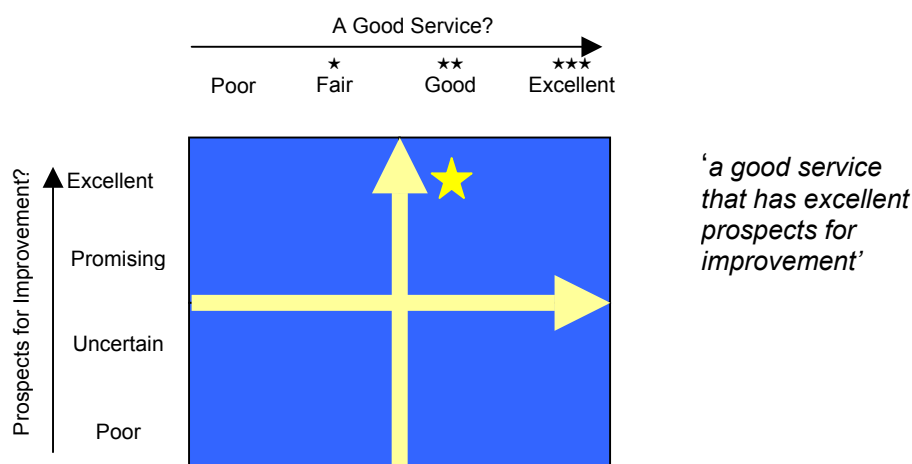 A Good Service?
★ ★★ ★★★
Poor Fair Good Excellent
Prospects for Improvement?
Excellent
Promising
Uncertain
Poor
‘a good service
that has excellent
prospects for
improvement’